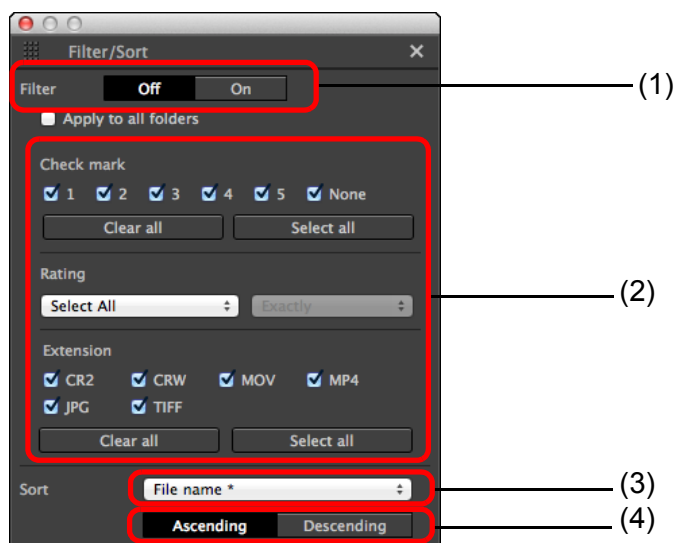 Filter/Sort
Filter Off On (1)
Apply to all folders
Check mark
1 2 3 4 5 None
Clear all Select all
Rating
Select All Exactly (2)
Extension
CR2 CRW MOV MP4
JPG TIFF
Clear all Select all
Sort File name * (3)
Ascending Descending (4)